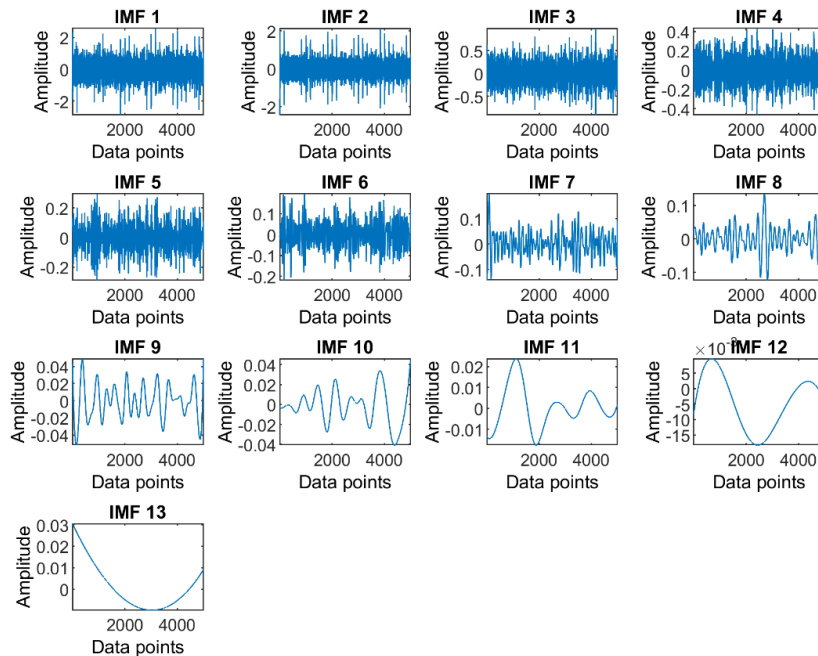 IMF 1
IMF 2
IMF 3
IMF 4
Amplitude
2
0
-2
2000 4000
Data points
Amplitude
2
0
-2
2000 4000
Data points
Amplitude
0.5
0
-0.5
2000 4000
Data points
Amplitude
0.4
0.2
0
-0.2
-0.4
2000 4000
Data points
IMF 5
IMF 6
IMF 7
IMF 8
Amplitude
0.2
0
-0.2
2000 4000
Data points
Amplitude
0.1
0
-0.1
-0.2
2000 4000
Data points
Amplitude
0.1
0
-0.1
2000 4000
Data points
Amplitude
0.1
0
-0.1
2000 4000
Data points
IMF 9
IMF 10
IMF 11
IMF 12
Amplitude
0.04
0.02
0
-0.02
-0.04
2000 4000
Data points
Amplitude
0.04
0.02
0
-0.02
-0.04
2000 4000
Data points
Amplitude
0.02
0.01
0
-0.01
2000 4000
Data points
Amplitude
5
0
-5
-10
-15
2000 4000
Data points
IMF 13
Amplitude
0.03
0.02
0.01
0
2000 4000
Data points